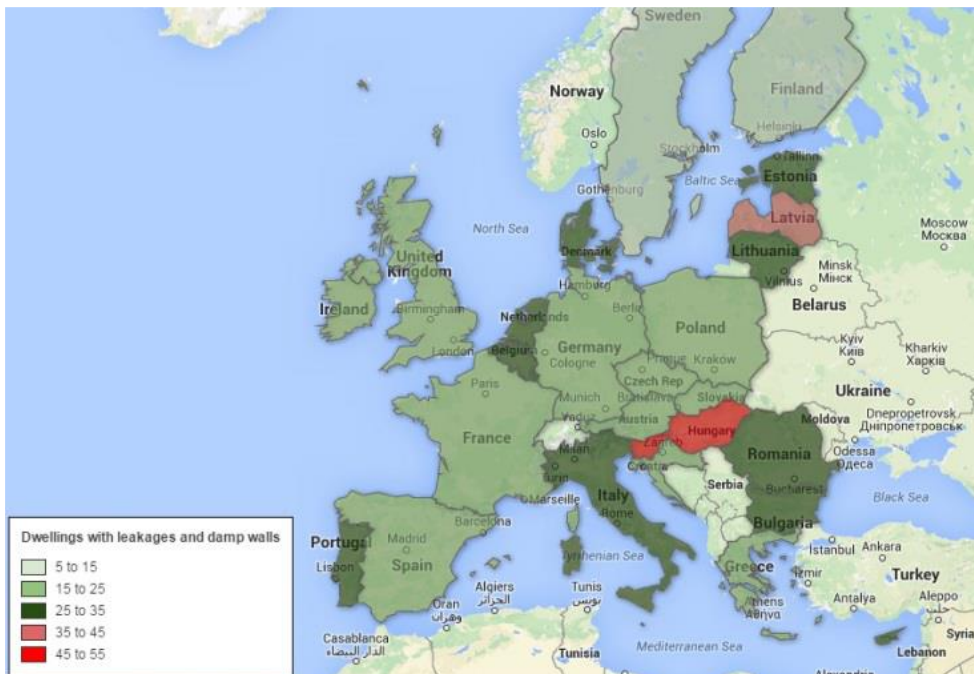 Sweden
Finland
Norway
Helsinki
Oslo
Stockholm
Tallinn
Estonia
Gothenburg
Baltic Sea
North Sea
Latvia
Moscow
Москва
Denmark
Lithuania
Vilnius
Minsk
Мінск
United
Kingdom
Ireland
Birmingham
London
Hamburg
Berlin
Netherlands
Belgium
Cologne
Germany
Poland
Belarus
Prague
Kraków
Kyiv
Київ
Kharkiv
Харків
Paris
Czech Rep
Munich
Bratislava
Slovakia
Ukraine
Vaduz
Austria
Hungary
Moldova
Dnepropetrovsk
Дніпропетровськ
France
Milan
Zagreb
Croatia
Odessa
Одеса
Turin
Romania
Bucharest
Serbia
Marseille
Italy
Rome
Bulgaria
Black Sea
Barcelona
Portugal
Madrid
Spain
Lisbon
Tyrrhenian Sea
İstanbul
Ankara
Greece
İzmir
Turkey
Athens
Αθήνα
Antalya
Aleppo
حلب
Algiers
الجزائر
Tunis
تونس
Oran
وهران
Casablanca
الدار البيضاء
Tunisia
Mediterranean Sea
Syria
Lebanon
Dwellings with leakages and damp walls
5 to 15
15 to 25
25 to 35
35 to 45
45 to 55